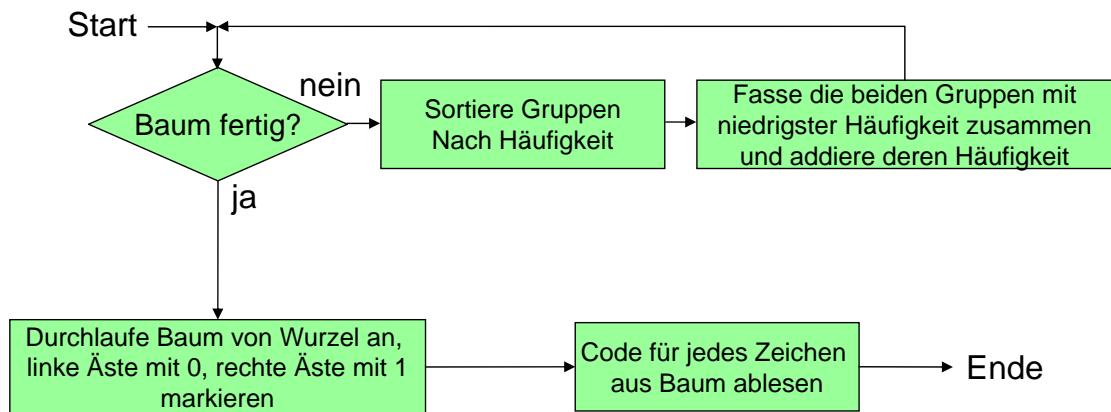 Start
Baum fertig?
nein
Sortiere Gruppen
Nach Häufigkeit
Fasse die beiden Gruppen mit
niedrigster Häufigkeit zusammen
und addiere deren Häufigkeit
ja
Durchlaufe Baum von Wurzel an,
linke Äste mit 0, rechte Äste mit 1
markieren
Code für jedes Zeichen
aus Baum ablesen
Ende